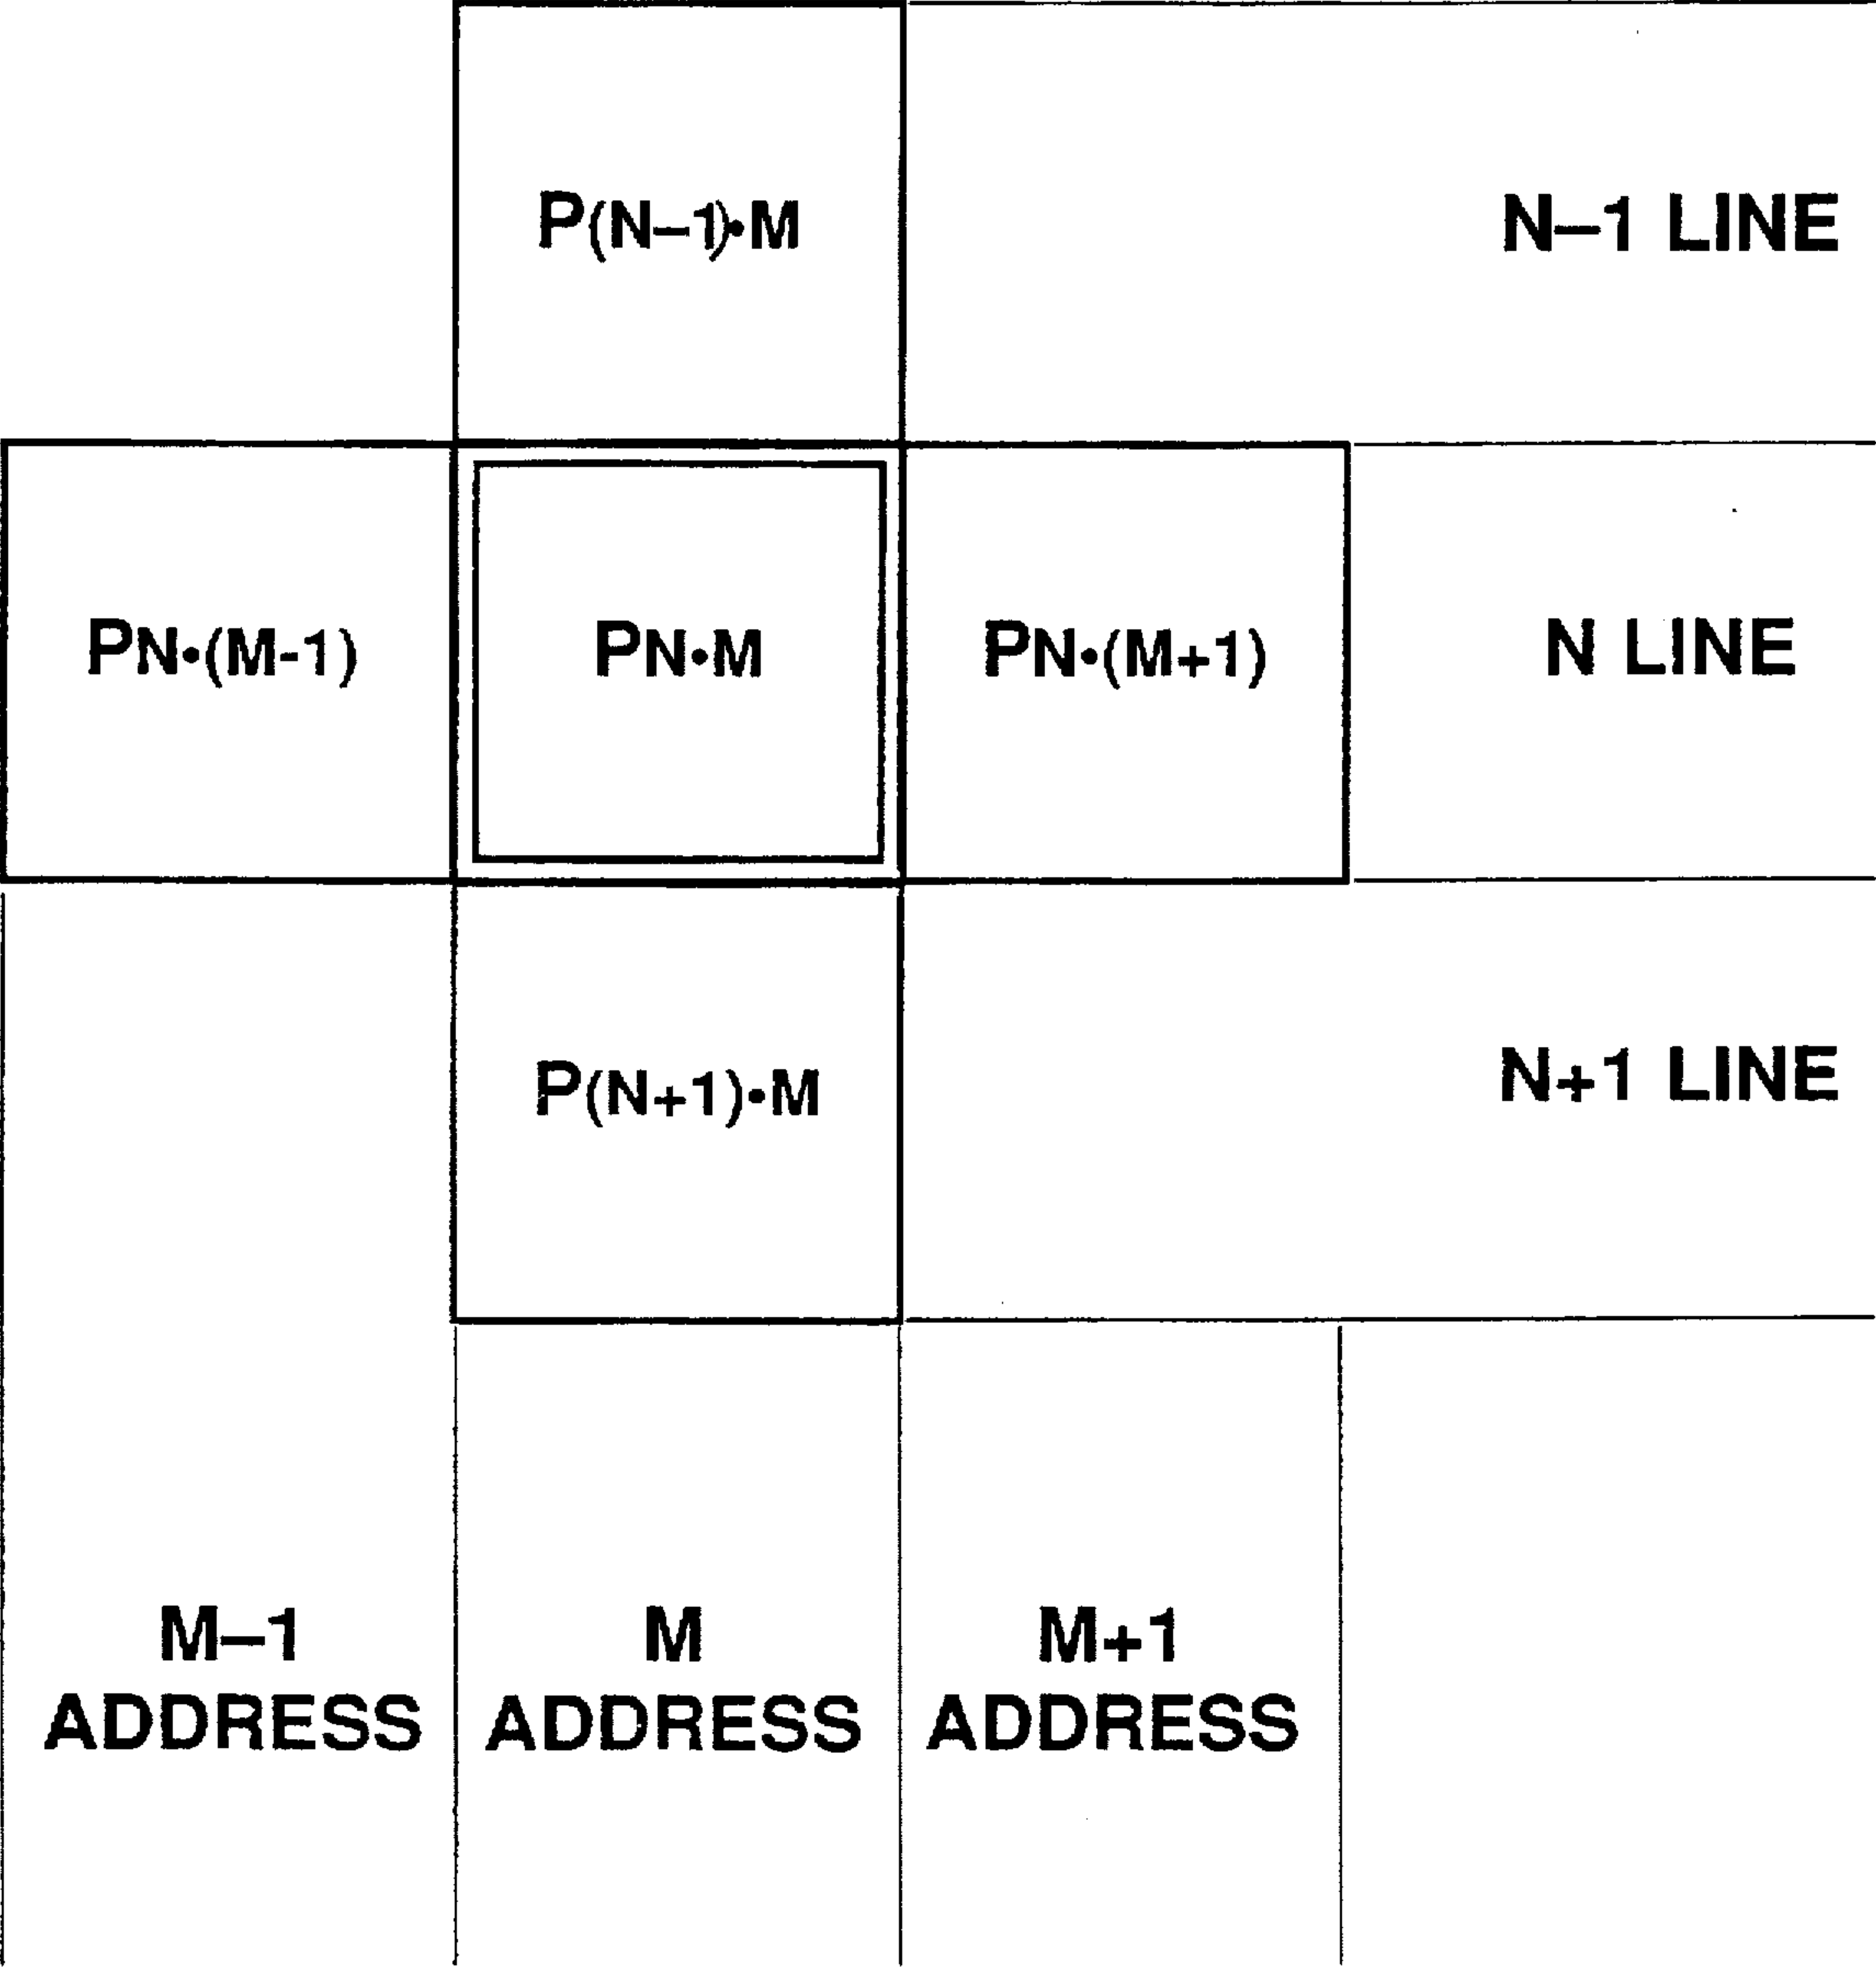 P(N–1)•M N–1 LINE
PN•(M-1) PN•M PN•(M+1) N LINE
P(N+1)•M N+1 LINE
M–1 M M+1
ADDRESS ADDRESS ADDRESS